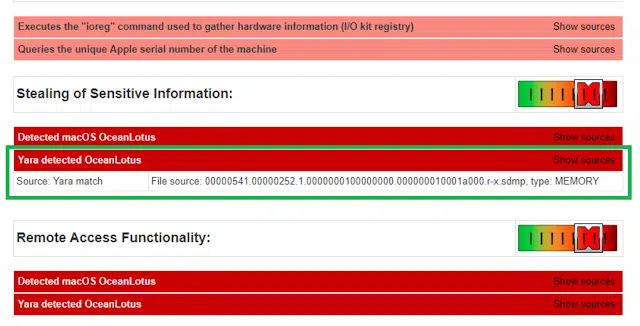 Executes the "ioreg" command used to gather hardware information (I/O kit registry) Show sources
Queries the unique Apple serial number of the machine Show sources
Stealing of Sensitive Information:
Detected macOS OceanLotus Show sources
Yara detected OceanLotus Show sources
Source: Yara match File source: 00000541.00000252.1.0000000100000000.000000010001a000.r-x.sdmp, type: MEMORY
Remote Access Functionality:
Detected macOS OceanLotus Show sources
Yara detected OceanLotus Show sources